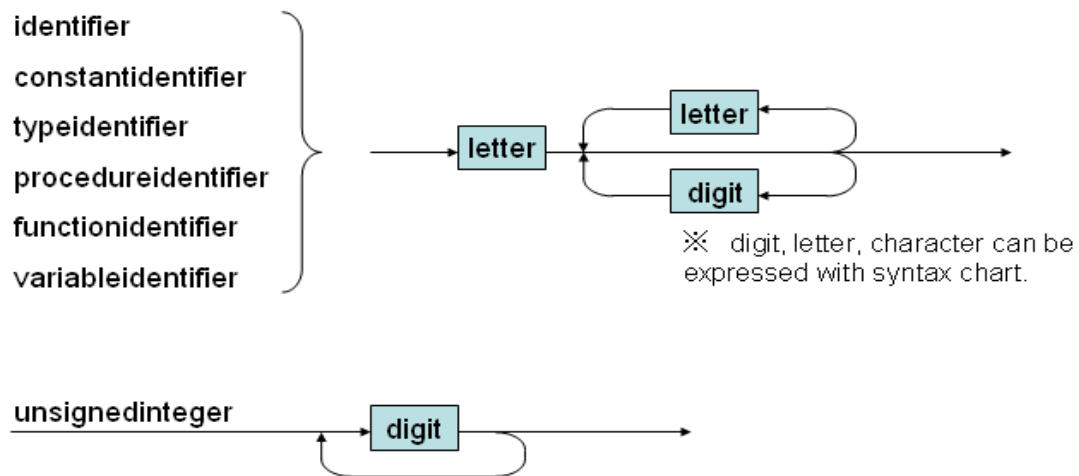 identifier
constantidentifier
typeidentifier
procedureidentifier
functionidentifier
variableidentifier
letter
letter
digit
※ digit, letter, character can be
expressed with syntax chart.
unsignedinteger
digit